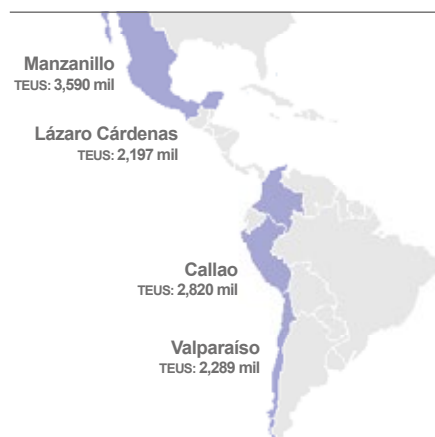 Manzanillo
TEUS: 3,590 mil
Lázaro Cárdenas
TEUS: 2,197 mil
Callao
TEUS: 2,820 mil
Valparaíso
TEUS: 2,289 mil